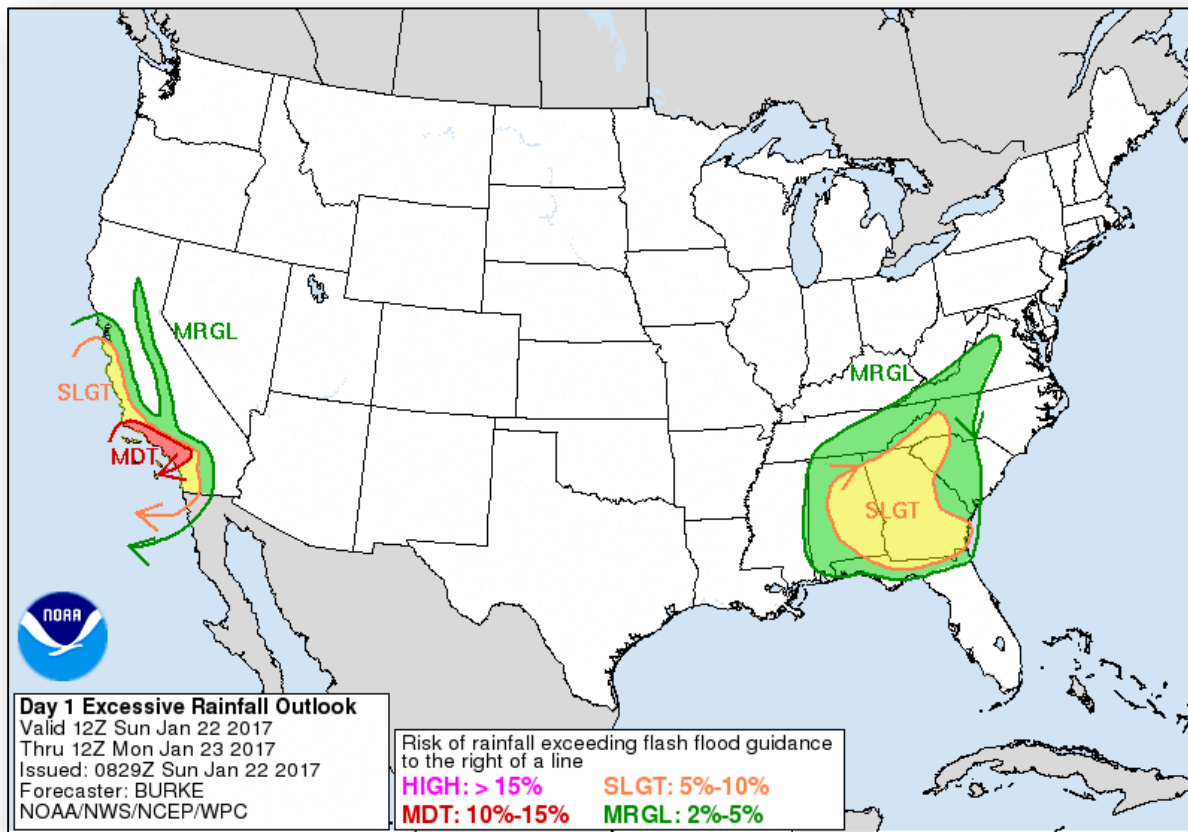 MRGL
SLGT
MDT
MRGL
SLGT
NOAA
Day 1 Excessive Rainfall Outlook
Valid 12Z Sun Jan 22 2017
Thru 12Z Mon Jan 23 2017
Issued: 0829Z Sun Jan 22 2017
Forecaster: BURKE
NOAA/NWS/NCEP/WPC
Risk of rainfall exceeding flash flood guidance
to the right of a line
HIGH: > 15% SLGT: 5%-10%
MDT: 10%-15% MRGL: 2%-5%